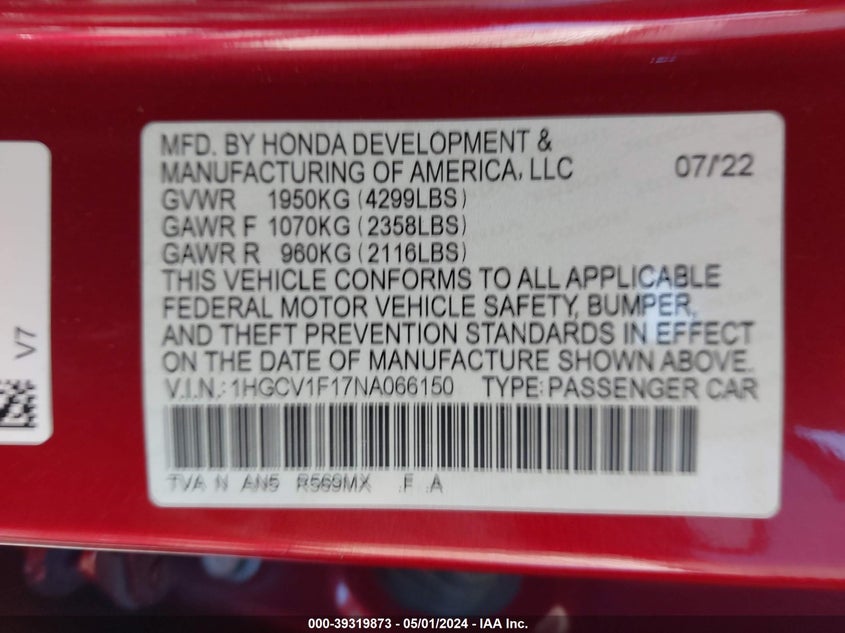 MFD. BY HONDA DEVELOPMENT &
MANUFACTURING OF AMERICA, LLC 07/22
GVWR 1950KG (4299LBS)
GAWR F 1070KG (2358LBS)
GAWR R 960KG (2116LBS)
THIS VEHICLE CONFORMS TO ALL APPLICABLE
FEDERAL MOTOR VEHICLE SAFETY, BUMPER,
AND THEFT PREVENTION STANDARDS IN EFFECT
ON THE DATE OF MANUFACTURE SHOWN ABOVE.
V.I.N.: 1HGCV1F17NA066150 TYPE: PASSENGER CAR
TVA N AN5 R569MX .F .A
V7
000-39319873 / 05/01/2024 - IAA Inc.